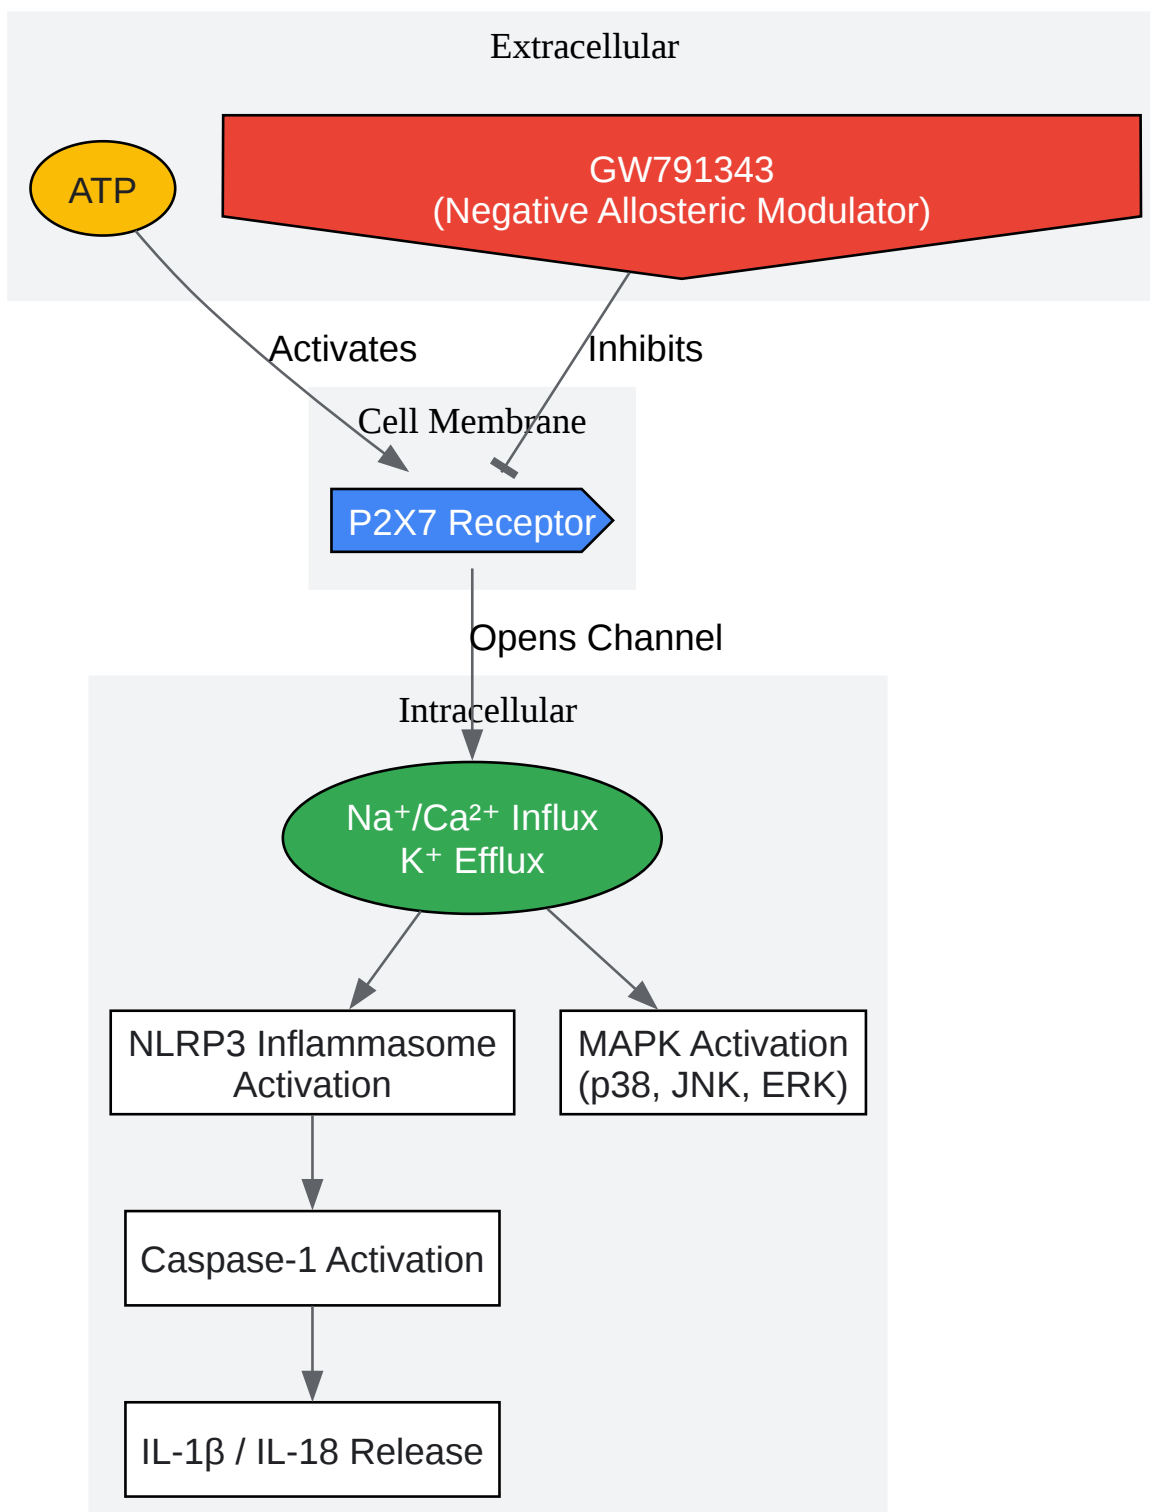 Extracellular
ATP
GW791343
(Negative Allosteric Modulator)
Activates
Inhibits
Cell Membrane
P2X7 Receptor
Opens Channel
Intracellular
Na⁺/Ca²⁺ Influx
K⁺ Efflux
NLRP3 Inflammasome
Activation
MAPK Activation
(p38, JNK, ERK)
Caspase-1 Activation
IL-1β / IL-18 Release